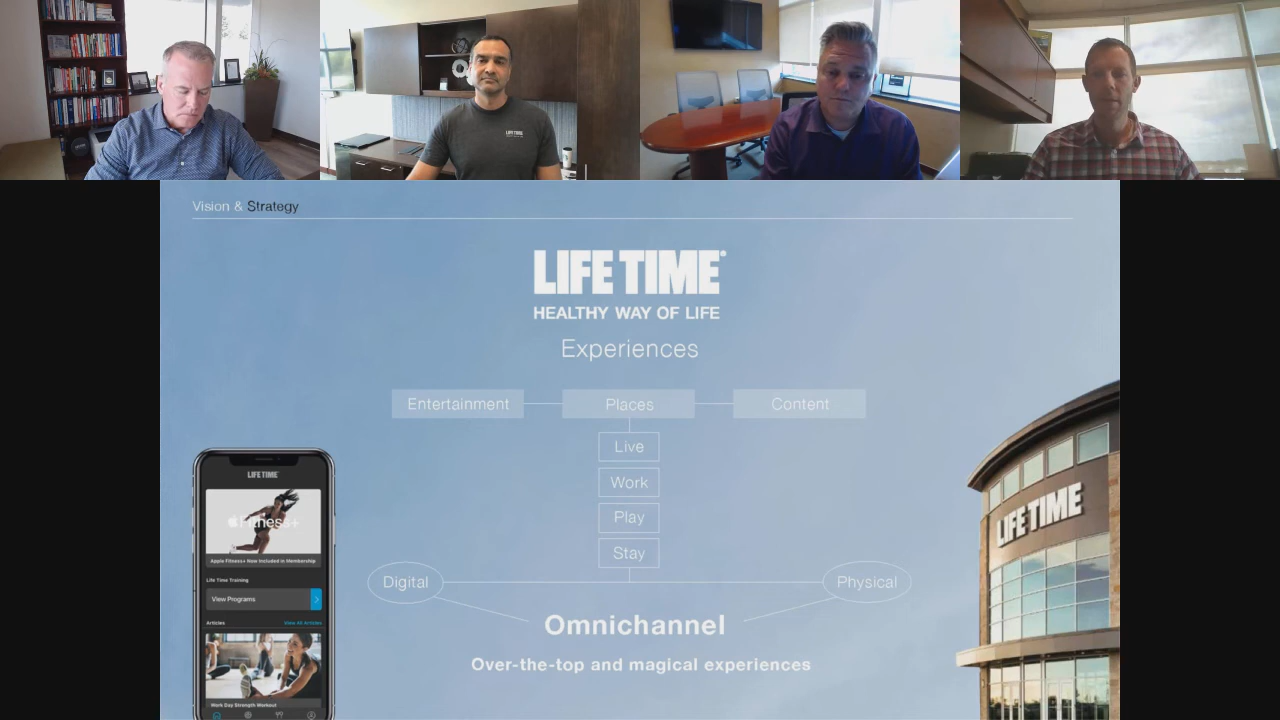 LIFE TIME
Vision & Strategy
LIFE TIME®
HEALTHY WAY OF LIFE
Experiences
Entertainment
Places
Content
Live
Work
Play
Stay
Digital
Physical
Omnichannel
Over-the-top and magical experiences
LIFE TIME
Fitness+
Apple Fitness+ Now Included in Membership
Life Time Training
View Programs
Articles
View All Articles
Work Day Strength Workout
LIFE TIME